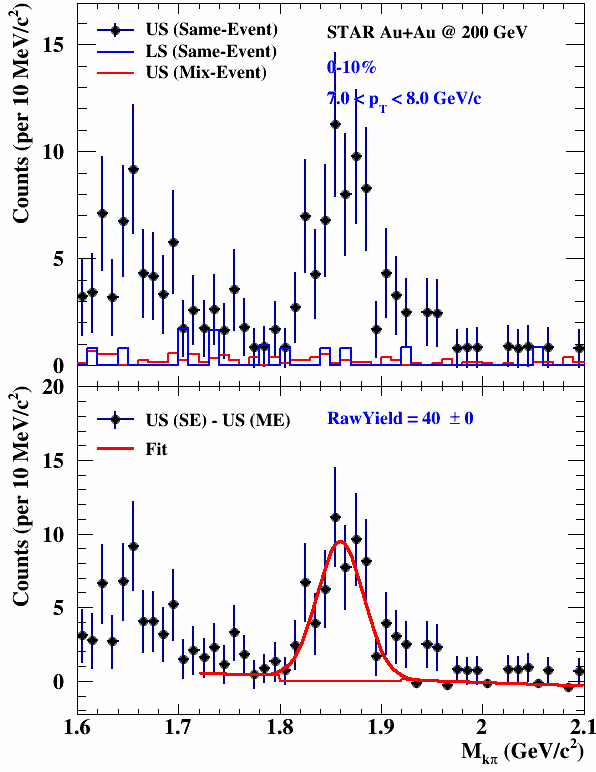 US (Same-Event)
LS (Same-Event)
US (Mix-Event)
STAR Au+Au @ 200 GeV
0-10%
7.0 < pT < 8.0 GeV/c
Counts (per 10 MeV/c²)
15
10
5
0
20
US (SE) - US (ME)
Fit
RawYield = 40 ± 0
Counts (per 10 MeV/c²)
15
10
5
0
1.6 1.7 1.8 1.9 2 2.1
Mkπ (GeV/c²)